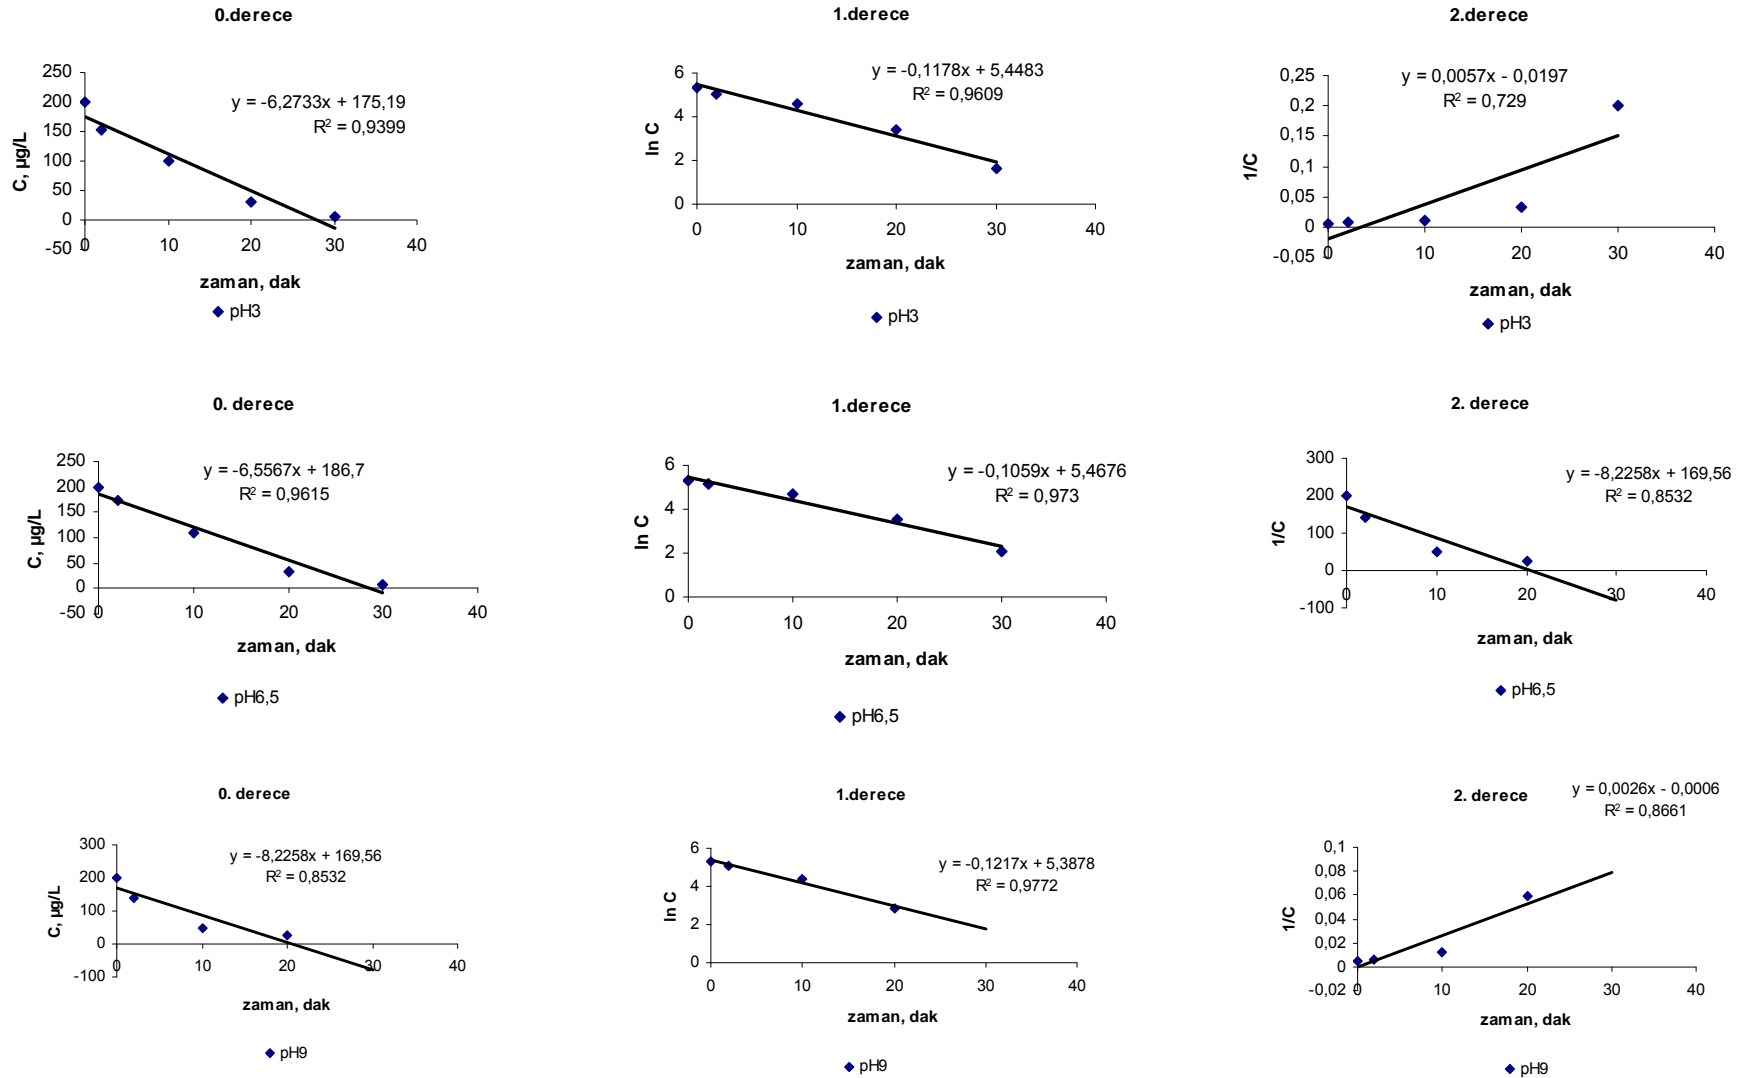 0.derece
250
200
150
100
50
0
-50
0
10
20
30
40
C, µg/L
y = -6,2733x + 175,19
R² = 0,9399
zaman, dak
pH3
1.derece
6
4
2
0
0
10
20
30
40
ln C
y = -0,1178x + 5,4483
R² = 0,9609
zaman, dak
pH3
2.derece
0,25
0,2
0,15
0,1
0,05
0
-0,05
0
10
20
30
40
1/C
y = 0,0057x - 0,0197
R² = 0,729
zaman, dak
pH3
0. derece
250
200
150
100
50
0
-50
0
10
20
30
40
C, µg/L
y = -6,5567x + 186,7
R² = 0,9615
zaman, dak
pH6,5
1.derece
6
4
2
0
0
10
20
30
40
ln C
y = -0,1059x + 5,4676
R² = 0,973
zaman, dak
pH6,5
2. derece
300
200
100
0
-100
0
10
20
30
40
1/C
y = -8,2258x + 169,56
R² = 0,8532
zaman, dak
pH6,5
0. derece
300
200
100
0
-100
0
10
20
30
40
C, µg/L
y = -8,2258x + 169,56
R² = 0,8532
zaman, dak
pH9
1.derece
6
4
2
0
0
10
20
30
40
ln C
y = -0,1217x + 5,3878
R² = 0,9772
zaman, dak
pH9
2. derece
y = 0,0026x - 0,0006
R² = 0,8661
0,1
0,08
0,06
0,04
0,02
0
-0,02
0
10
20
30
40
1/C
zaman, dak
pH9